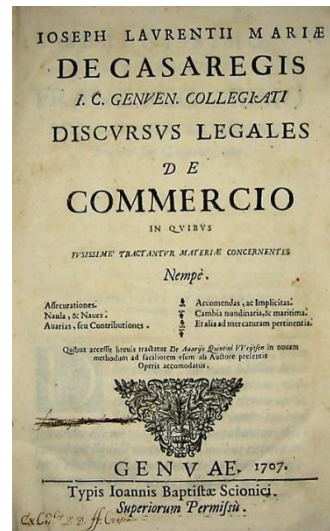 IOSEPH LAVRENTII MARIÆ
DE CASAREGIS
I. C. GENVEN. COLLEGIATI
DISCVRSVS LEGALES
DE
COMMERCIO
IN QVIBVS
FVSISSIME' TRACTANTVR MATERIÆ CONCERNENTES
Nempè.
Assecurationes.
Naula, & Naues.
Auarias, seu Contributiones.
Accomendas, ac Implicitas.
Cambia nundinaria, & maritima.
Et alia ad mercaturam pertinentia.
Quibus accessit breuis tractatus De Auarijs Quintini VVeijtsen in nouam
methodum ad faciliorem vsum ab Auctore præsentis
Operis accomodatus.
GENVAE, 1707.
Typis Ioannis Baptistæ Scionici.
Superiorum Permissù.